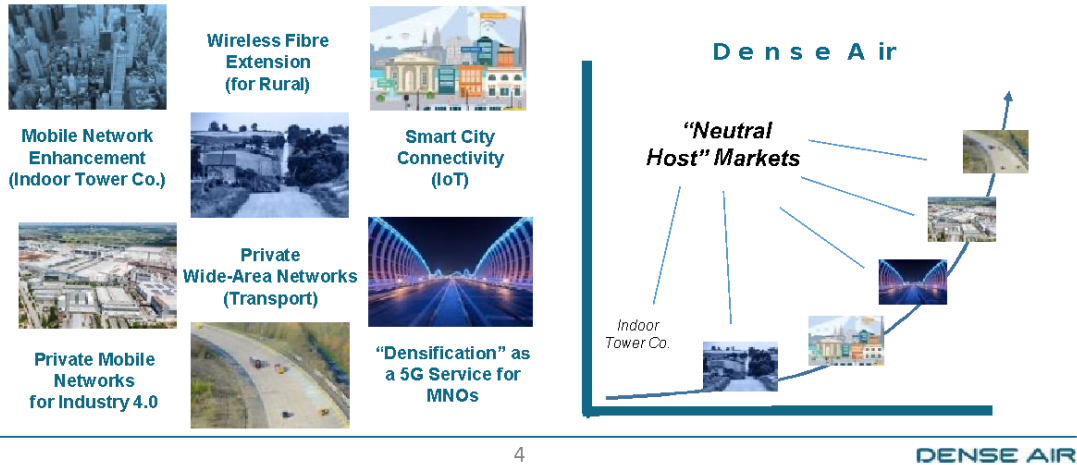 Wireless Fibre
Extension
(for Rural)
Mobile Network
Enhancement
(Indoor Tower Co.)
Smart City
Connectivity
(IoT)
Private
Wide-Area Networks
(Transport)
Private Mobile
Networks
for Industry 4.0
“Densification” as
a 5G Service for
MNOs
Dense Air
“Neutral
Host” Markets
Indoor
Tower Co.
4
DENSE AIR